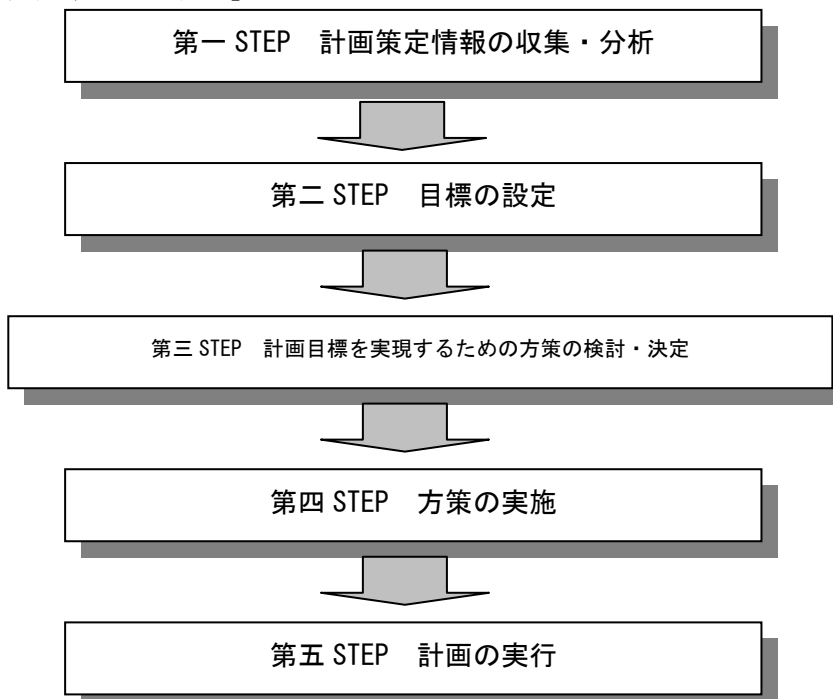 第一 STEP　計画策定情報の収集・分析
第二 STEP　目標の設定
第三 STEP　計画目標を実現するための方策の検討・決定
第四 STEP　方策の実施
第五 STEP　計画の実行